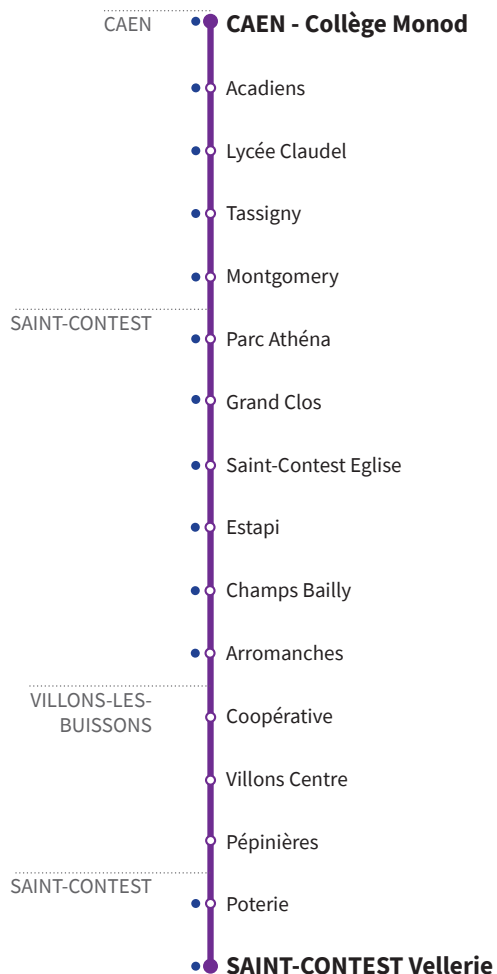 CAEN
CAEN - Collège Monod
Acadiens
Lycée Claudel
Tassigny
Montgomery
SAINT-CONTEST
Parc Athéna
Grand Clos
Saint-Contest Eglise
Estapi
Champs Bailly
Arromanches
VILLONS-LES-
BUISSONS
Coopérative
Villons Centre
Pépinières
SAINT-CONTEST
Poterie
SAINT-CONTEST Vellerie